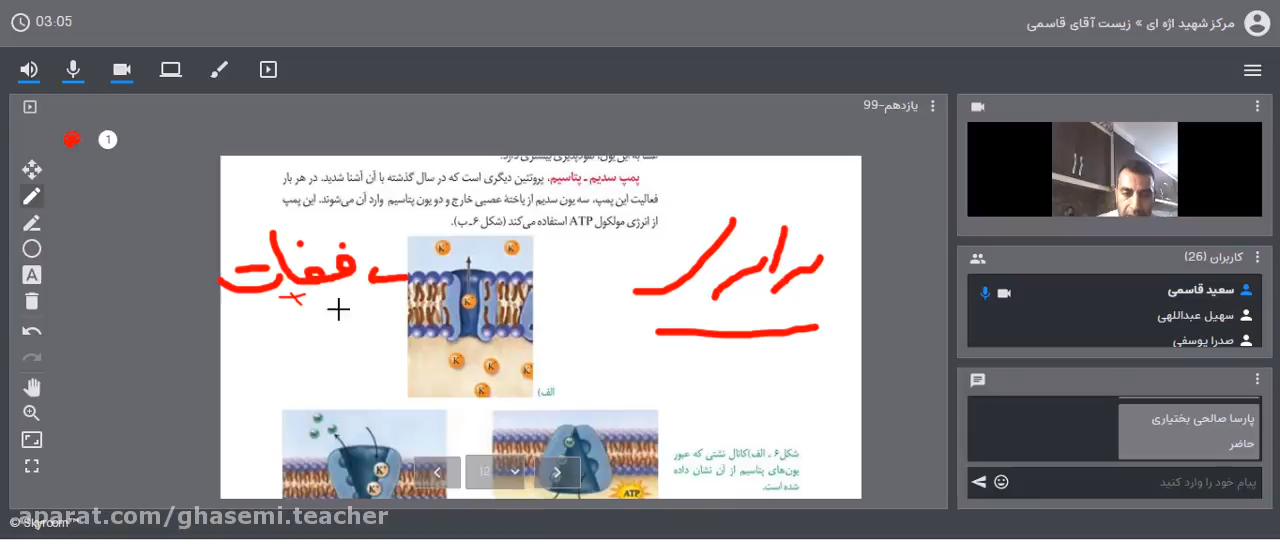 03:05
مرکز شهید اژه ای » زیست آقای قاسمی
یازدهم-99
1
پمپ سدیم ـ پتاسیم، پروتئین دیگری است که در سال گذشته با آن آشنا شدید. در هر بار
فعالیت این پمپ، سه یون سدیم از یاختهٔ عصبی خارج و دو یون پتاسیم وارد آن می‌شوند. این پمپ
از انرژی مولکول ATP استفاده می‌کند (شکل ۶ـ ب).
K⁺
K⁺
K⁺
K⁺
K⁺
K⁺
K⁺
الف)
شکل ۶ ـ الف) کانال نشتی که عبور
یون‌های پتاسیم از آن نشان داده
شده است.
K⁺
K⁺
ATP
12
کاربران (26)
سعید قاسمی
سهیل عبداللهی
صدرا یوسفی
پارسا صالحی بختیاری
حاضر
پیام خود را وارد کنید
© Skyroom™
aparat.com/ghasemi.teacher